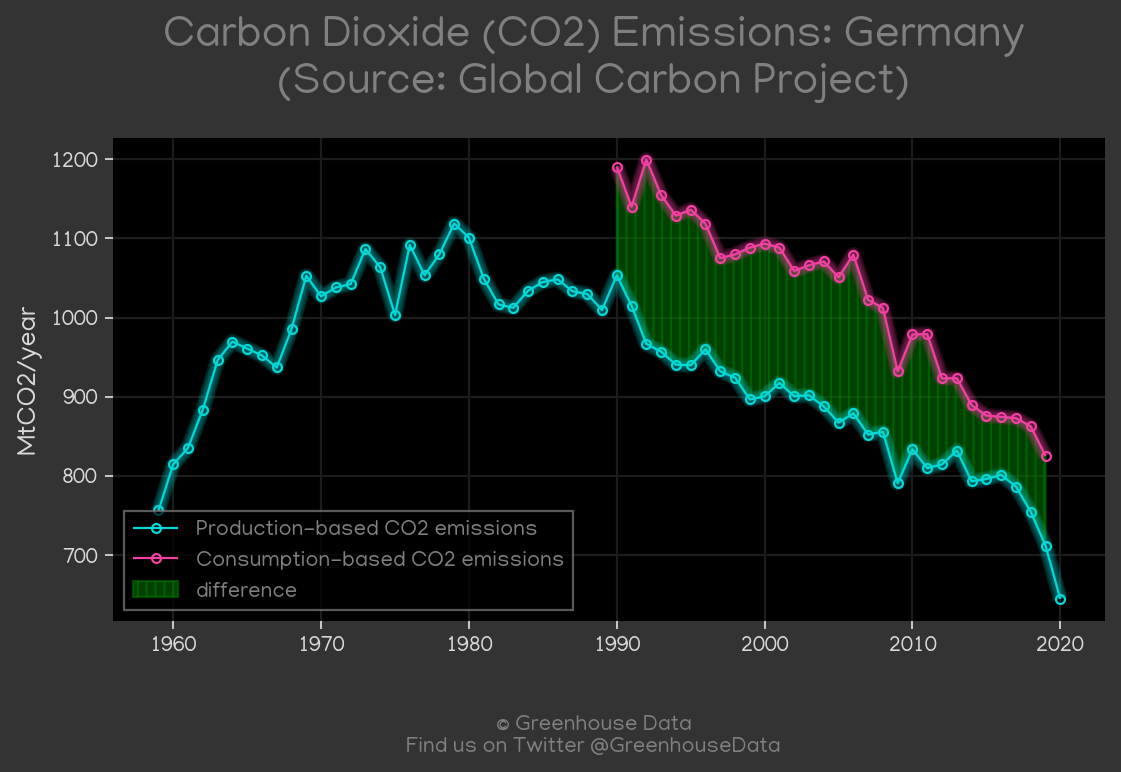 Carbon Dioxide (CO2) Emissions: Germany
(Source: Global Carbon Project)
MtCO2/year
1200
1100
1000
900
800
700
Production-based CO2 emissions
Consumption-based CO2 emissions
difference
1960 1970 1980 1990 2000 2010 2020
© Greenhouse Data
Find us on Twitter @GreenhouseData